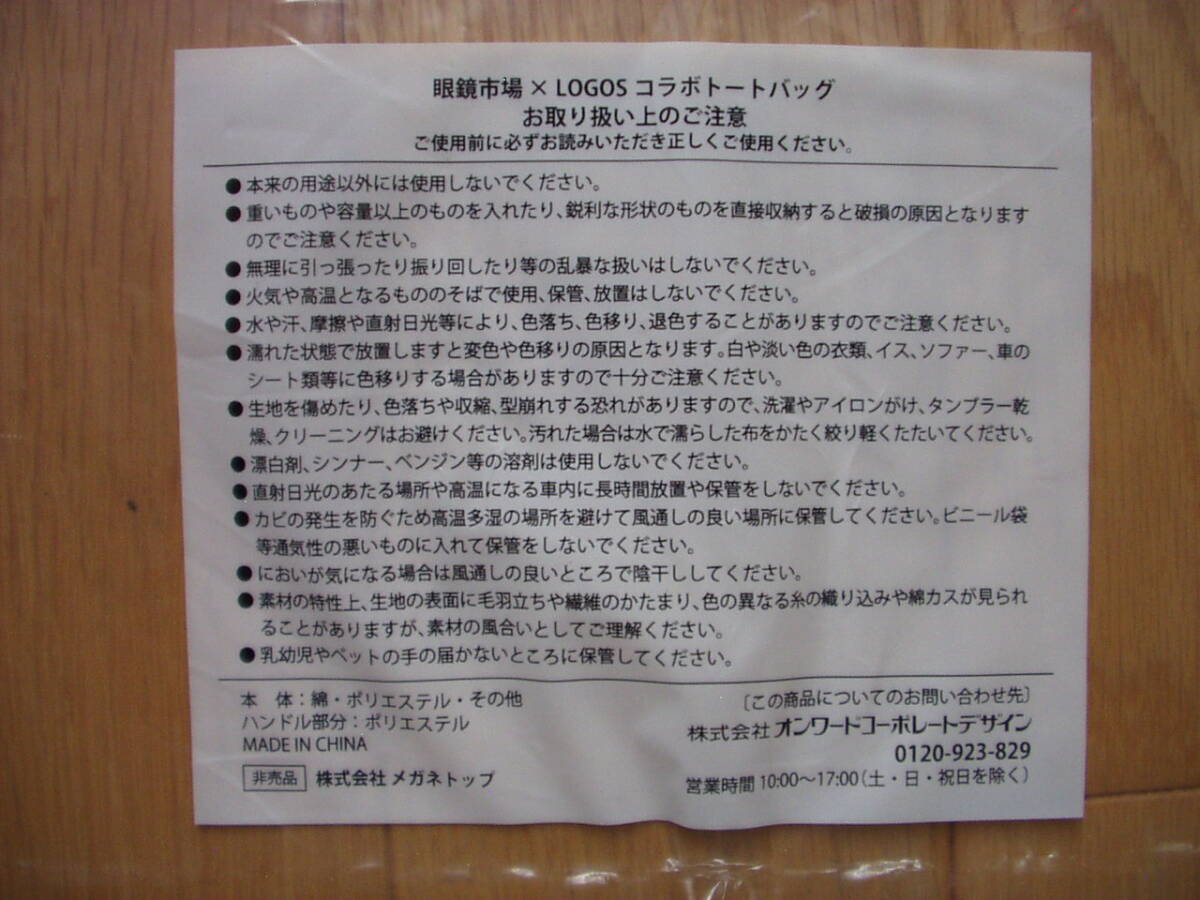 眼鏡市場 × LOGOS コラボトートバッグ
お取り扱い上のご注意
ご使用前に必ずお読みいただき正しくご使用ください。
●本来の用途以外には使用しないでください。
●重いものや容量以上のものを入れたり、鋭利な形状のものを直接収納すると破損の原因となります
のでご注意ください。
●無理に引っ張ったり振り回したり等の乱暴な扱いはしないでください。
●火気や高温となるもののそばで使用、保管、放置はしないでください。
●水や汗、摩擦や直射日光等により、色落ち、色移り、退色することがありますのでご注意ください。
●濡れた状態で放置しますと変色や色移りの原因となります。白や淡い色の衣類、イス、ソファー、車の
シート類等に色移りする場合がありますので十分ご注意ください。
●生地を傷めたり、色落ちや収縮、型崩れする恐れがありますので、洗濯やアイロンがけ、タンブラー乾
燥、クリーニングはお避けください。汚れた場合は水で濡らした布をかたく絞り軽くたたいてください。
●漂白剤、シンナー、ベンジン等の溶剤は使用しないでください。
●直射日光のあたる場所や高温になる車内に長時間放置や保管をしないでください。
●カビの発生を防ぐため高温多湿の場所を避けて風通しの良い場所に保管してください。ビニール袋
等通気性の悪いものに入れて保管をしないでください。
●においが気になる場合は風通しの良いところで陰干ししてください。
●素材の特性上、生地の表面に毛羽立ちや繊維のかたまり、色の異なる糸の織り込みや綿カスが見られ
ることがありますが、素材の風合いとしてご理解ください。
●乳幼児やペットの手の届かないところに保管してください。
本　体：綿・ポリエステル・その他
ハンドル部分：ポリエステル
MADE IN CHINA
非売品 株式会社 メガネトップ
〔この商品についてのお問い合わせ先〕
株式会社 オンワードコーポレートデザイン
0120-923-829
営業時間 10:00～17:00（土・日・祝日を除く）